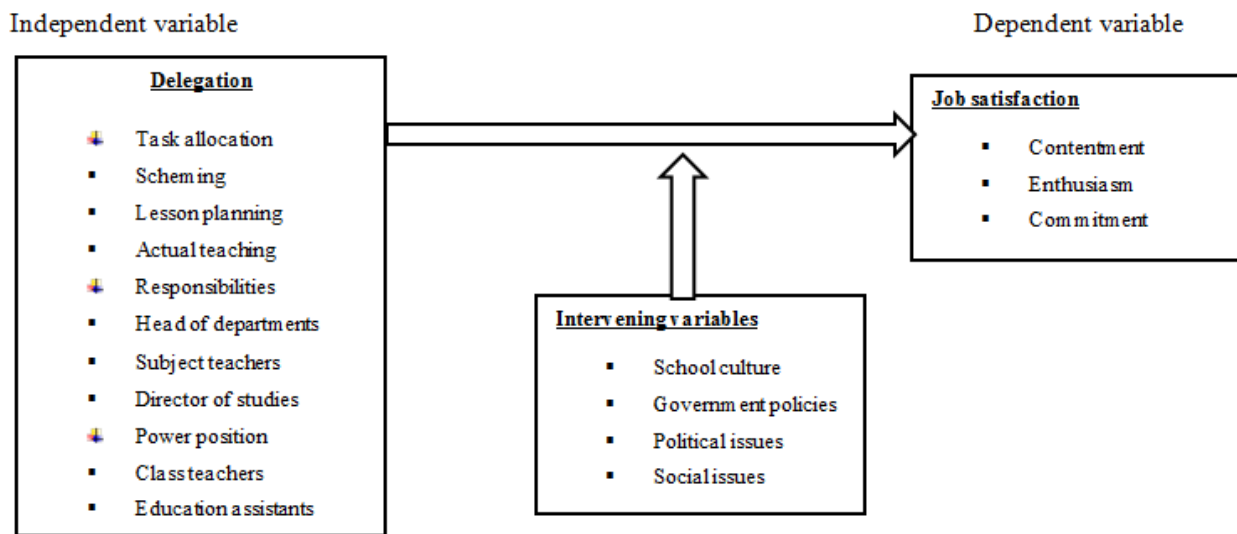 Independent variable
Dependent variable
Delegation
Task allocation
Scheming
Lesson planning
Actual teaching
Responsibilities
Head of departments
Subject teachers
Director of studies
Power position
Class teachers
Education assistants
Job satisfaction
Contentment
Enthusiasm
Commitment
Intervening variables
School culture
Government policies
Political issues
Social issues